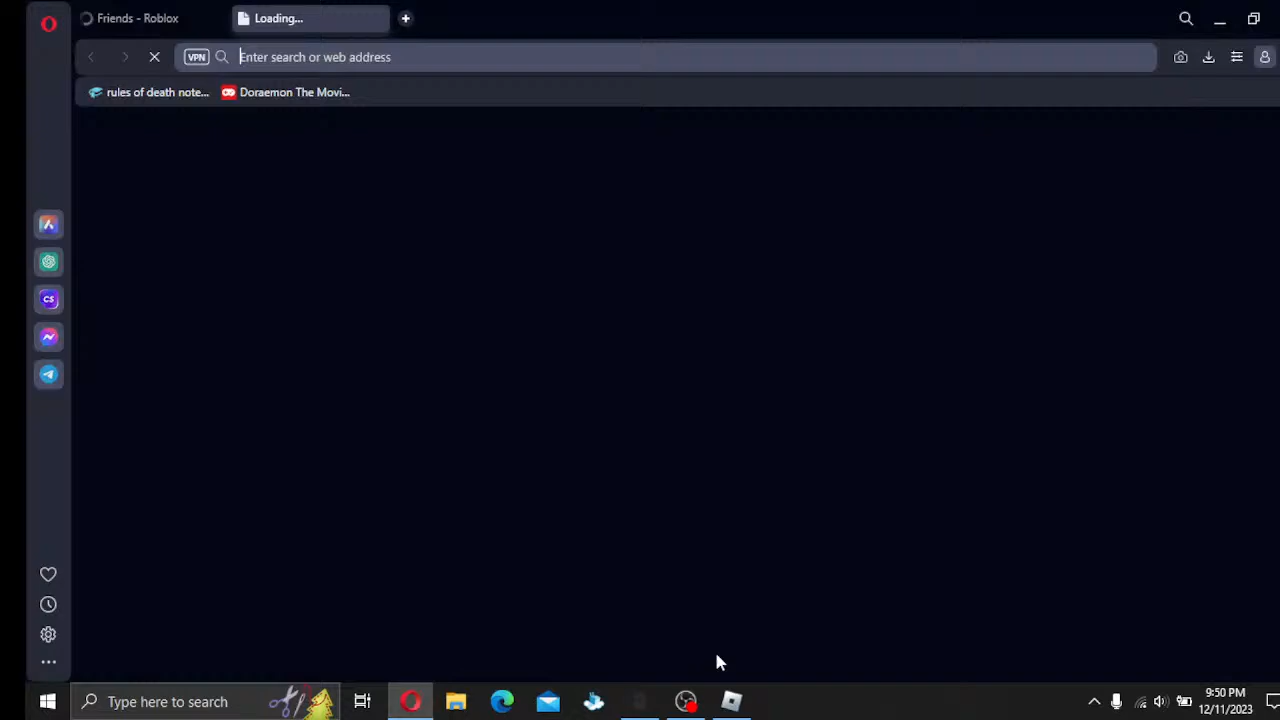 Friends - Roblox
Loading...
VPN
Enter search or web address
rules of death note...
Doraemon The Movi...
CS
Type here to search
9:50 PM
12/11/2023